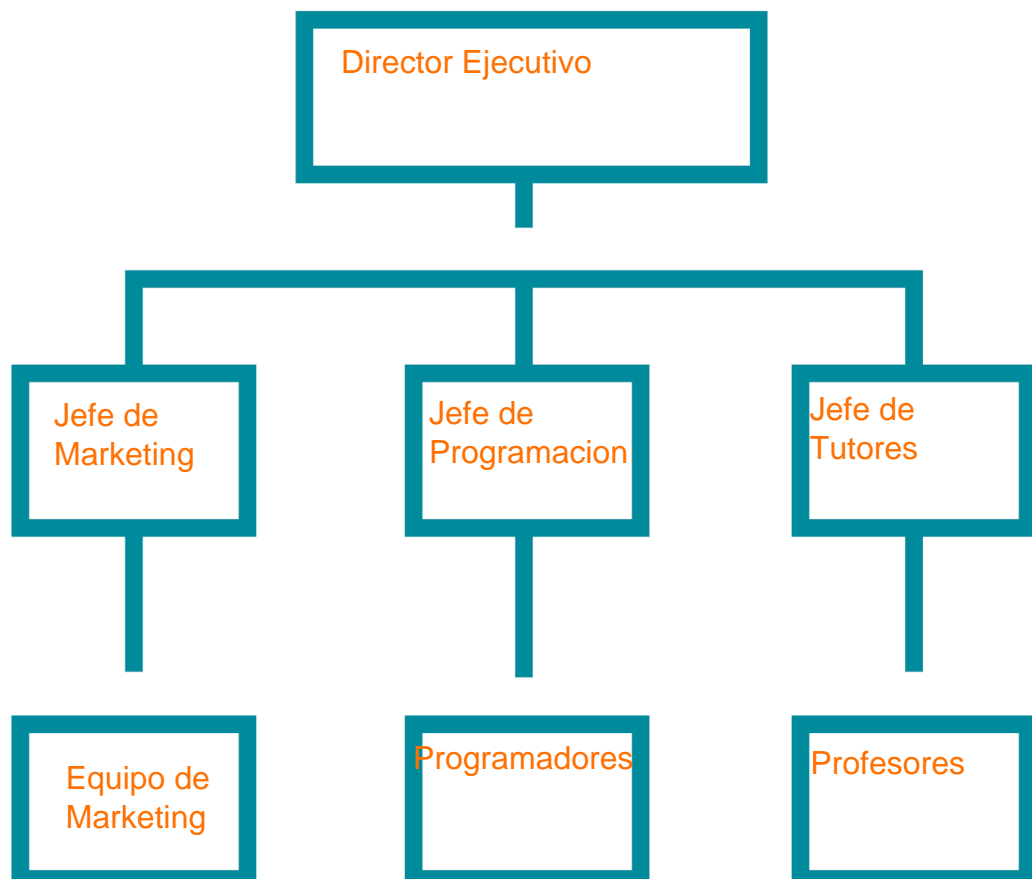 Director Ejecutivo
Jefe de
Marketing
Jefe de
Programacion
Jefe de
Tutores
Equipo de
Marketing
Programadores
Profesores